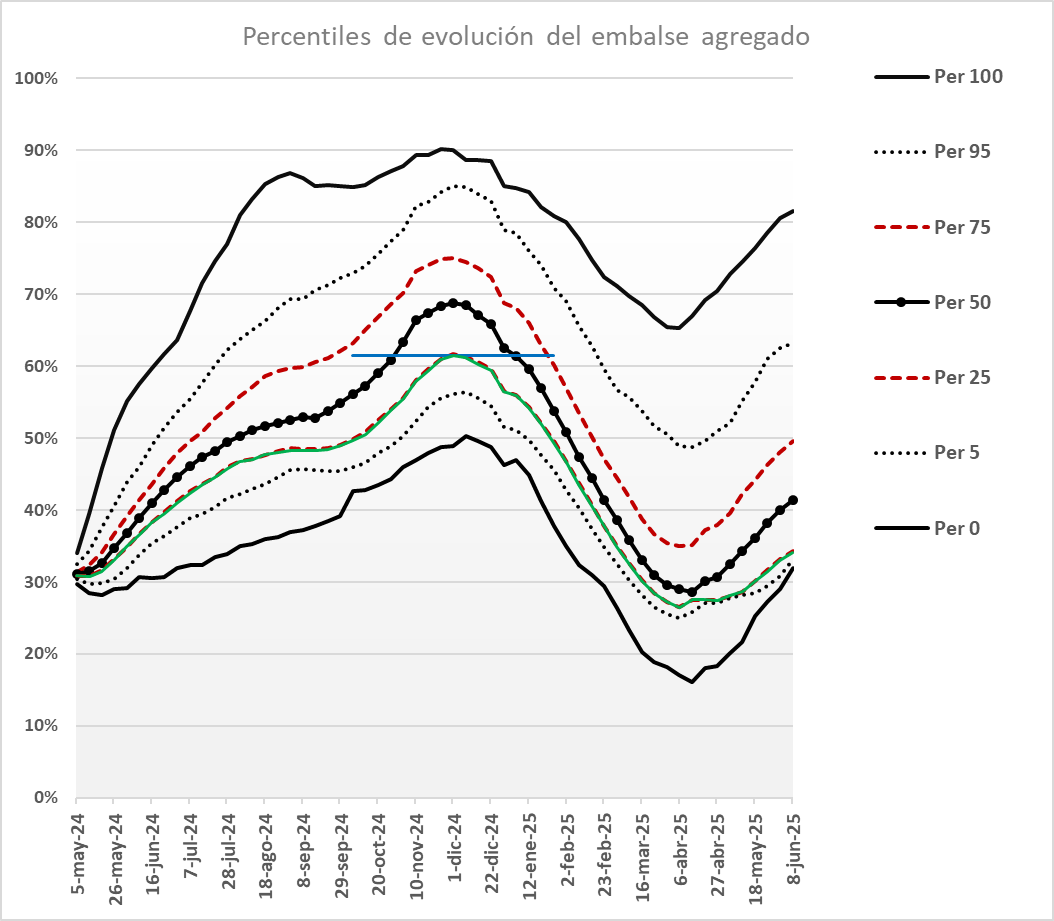 Percentiles de evolución del embalse agregado
100%
90%
80%
70%
60%
50%
40%
30%
20%
10%
0%
5-may-24
26-may-24
16-jun-24
7-jul-24
28-jul-24
18-ago-24
8-sep-24
29-sep-24
20-oct-24
10-nov-24
1-dic-24
22-dic-24
12-ene-25
2-feb-25
23-feb-25
16-mar-25
6-abr-25
27-abr-25
18-may-25
8-jun-25
Per 100
Per 95
Per 75
Per 50
Per 25
Per 5
Per 0